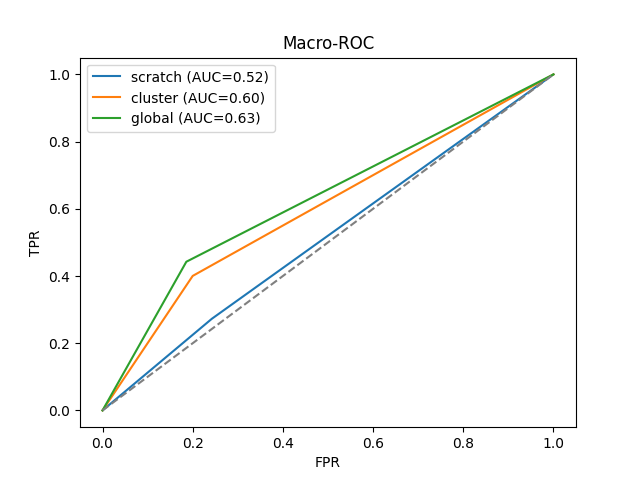 Macro-ROC
scratch (AUC=0.52)
cluster (AUC=0.60)
global (AUC=0.63)
1.0
0.8
0.6
0.4
0.2
0.0
TPR
0.0 0.2 0.4 0.6 0.8 1.0
FPR